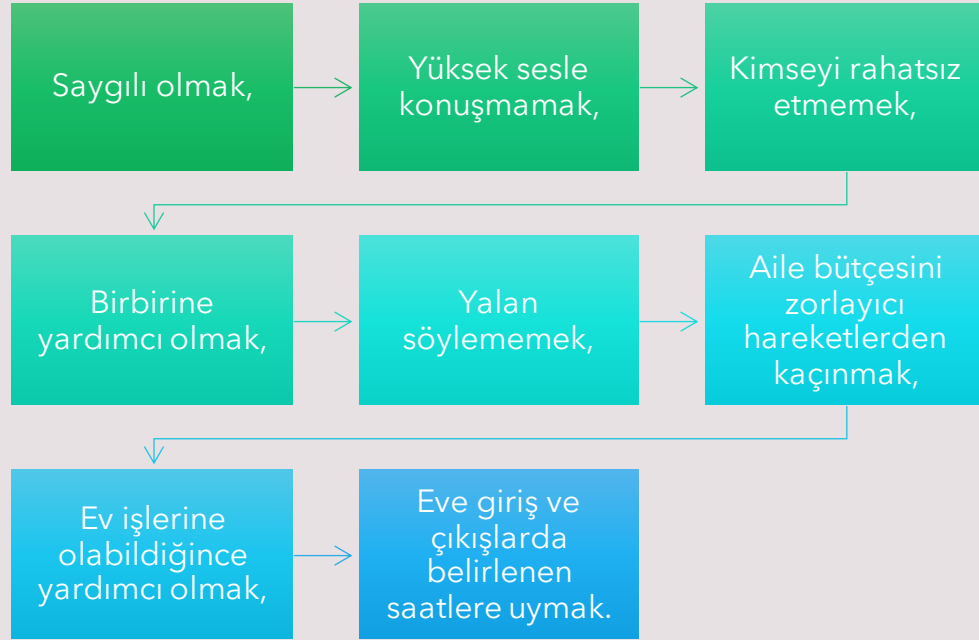 Saygılı olmak,
Yüksek sesle
konuşmamak,
Kimseyi rahatsız
etmemek,
Birbirine
yardımcı olmak,
Yalan
söylememek,
Aile bütçesini
zorlayıcı
hareketlerden
kaçınmak,
Ev işlerine
olabildiğince
yardımcı olmak,
Eve giriş ve
çıkışlarda
belirlenen
saatlere uymak.